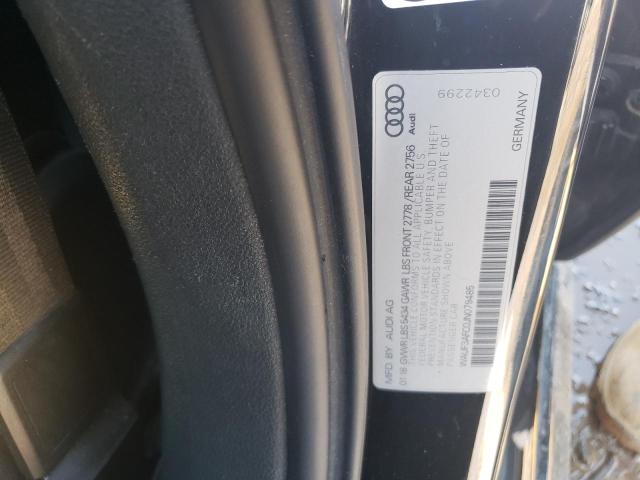 0342299
Audi
GERMANY
MFD. BY AUDI AG
01 18 GVWR LBS 5434 GAWR LBS FRONT 2778 /REAR 2756
THIS VEHICLE CONFORMS TO ALL APPLICABLE U.S.
FEDERAL MOTOR VEHICLE SAFETY, BUMPER AND THEFT
PREVENTION STANDARDS IN EFFECT ON THE DATE OF
MANUFACTURE SHOWN ABOVE
PASSENGER CAR